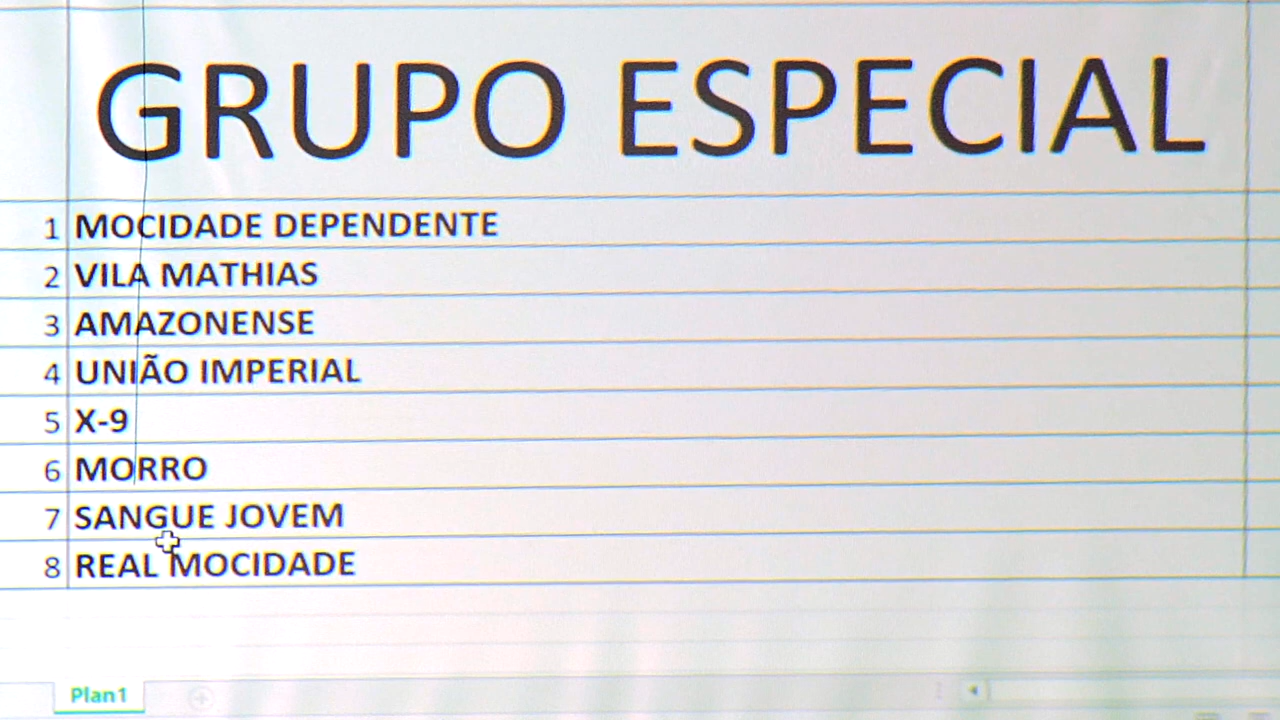 GRUPO ESPECIAL
1 MOCIDADE DEPENDENTE
2 VILA MATHIAS
3 AMAZONENSE
4 UNIÃO IMPERIAL
5 X-9
6 MORRO
7 SANGUE JOVEM
8 REAL MOCIDADE
Plan1